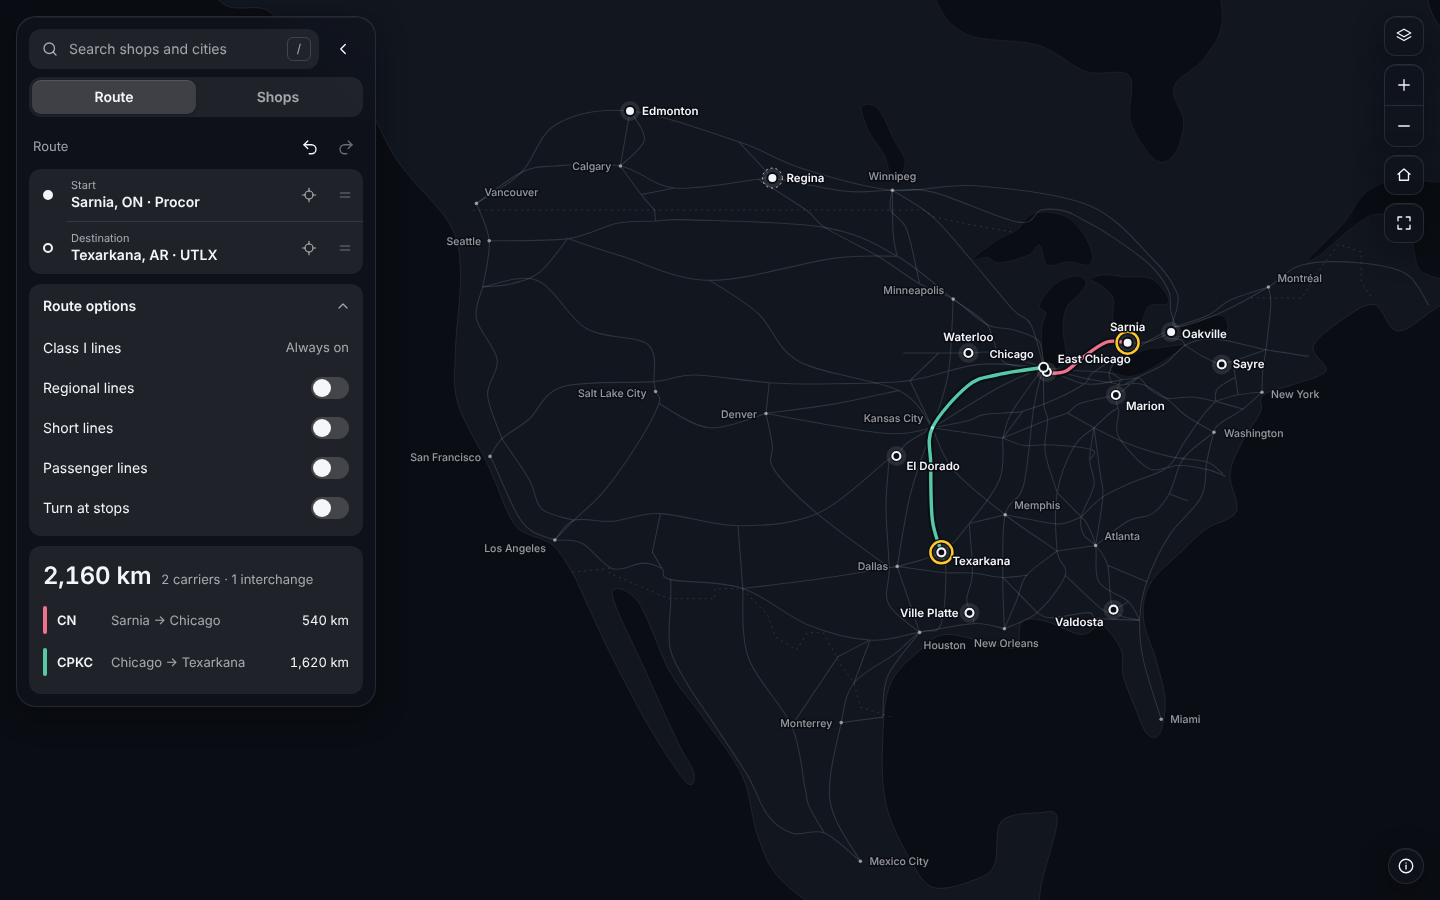 Search shops and cities /
Route
Shops
Route
Start
Sarnia, ON · Procor
Destination
Texarkana, AR · UTLX
Route options
Class I lines Always on
Regional lines
Short lines
Passenger lines
Turn at stops
2,160 km 2 carriers · 1 interchange
CN Sarnia → Chicago 540 km
CPKC Chicago → Texarkana 1,620 km
Edmonton
Calgary
Regina
Winnipeg
Vancouver
Seattle
Montréal
Minneapolis
Sarnia
Oakville
Waterloo
Chicago
East Chicago
Sayre
Salt Lake City
New York
Marion
Denver
Kansas City
Washington
San Francisco
El Dorado
Memphis
Atlanta
Los Angeles
Dallas
Texarkana
Ville Platte
Valdosta
Houston
New Orleans
Monterrey
Miami
Mexico City